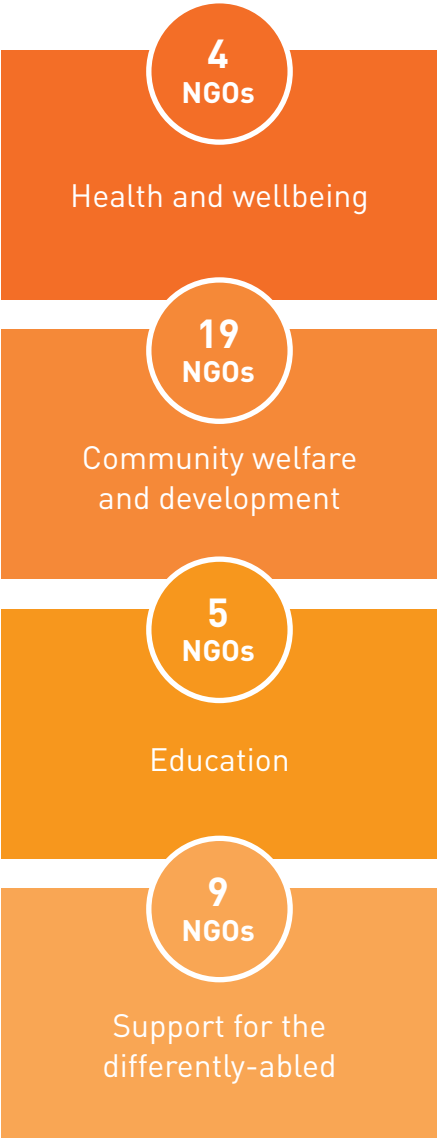 4
NGOs
Health and wellbeing
19
NGOs
Community welfare
and development
5
NGOs
Education
9
NGOs
Support for the
differently-abled